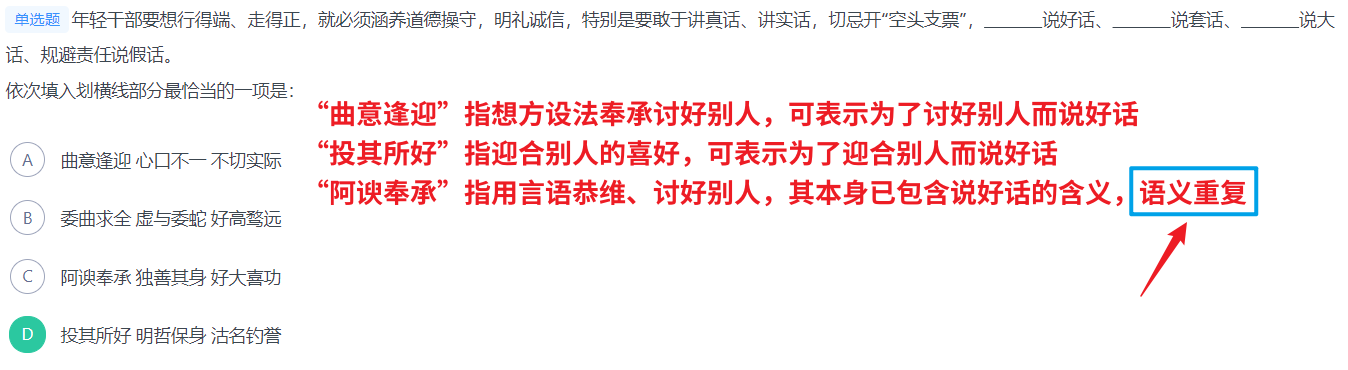 单选题 年轻干部要想行得端、走得正，就必须涵养道德操守，明礼诚信，特别是要敢于讲真话、讲实话，切忌开“空头支票”，______说好话、______说套话、______说大
话、规避责任说假话。
依次填入划横线部分最恰当的一项是：
“曲意逢迎”指想方设法奉承讨好别人，可表示为了讨好别人而说好话
“投其所好”指迎合别人的喜好，可表示为了迎合别人而说好话
“阿谀奉承”指用言语恭维、讨好别人，其本身已包含说好话的含义，语义重复
A 曲意逢迎 心口不一 不切实际
B 委曲求全 虚与委蛇 好高骛远
C 阿谀奉承 独善其身 好大喜功
D 投其所好 明哲保身 沽名钓誉